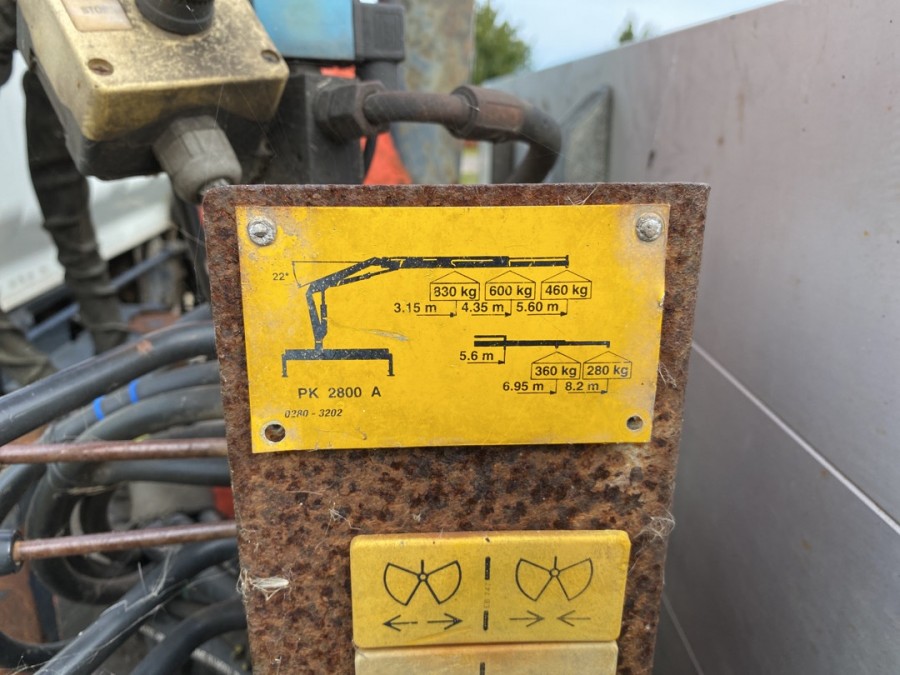 STOP
22°
830 kg 600 kg 460 kg
3.15 m 4.35 m 5.60 m
5.6 m
360 kg 280 kg
6.95 m 8.2 m
PK 2800 A
0280 - 3202